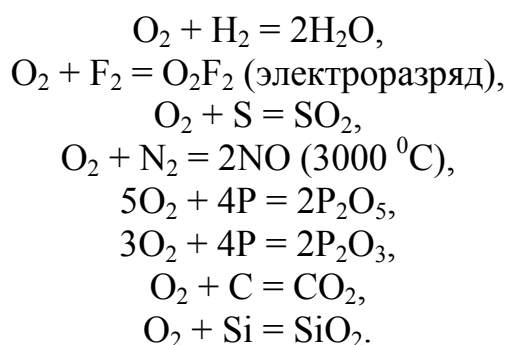 O₂ + H₂ = 2H₂O,
O₂ + F₂ = O₂F₂ (электроразряд),
O₂ + S = SO₂,
O₂ + N₂ = 2NO (3000 ⁰C),
5O₂ + 4P = 2P₂O₅,
3O₂ + 4P = 2P₂O₃,
O₂ + C = CO₂,
O₂ + Si = SiO₂.